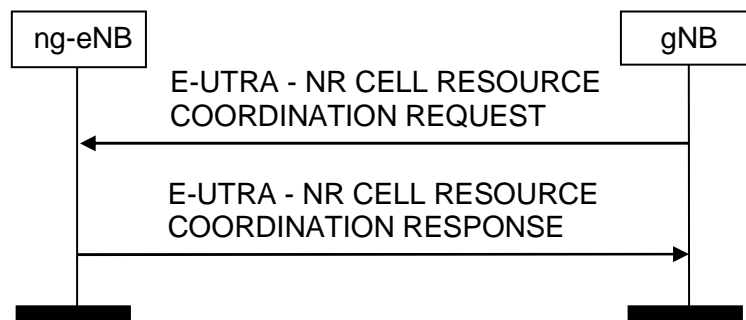 ng-eNB
gNB
E-UTRA - NR CELL RESOURCE
COORDINATION REQUEST
E-UTRA - NR CELL RESOURCE
COORDINATION RESPONSE